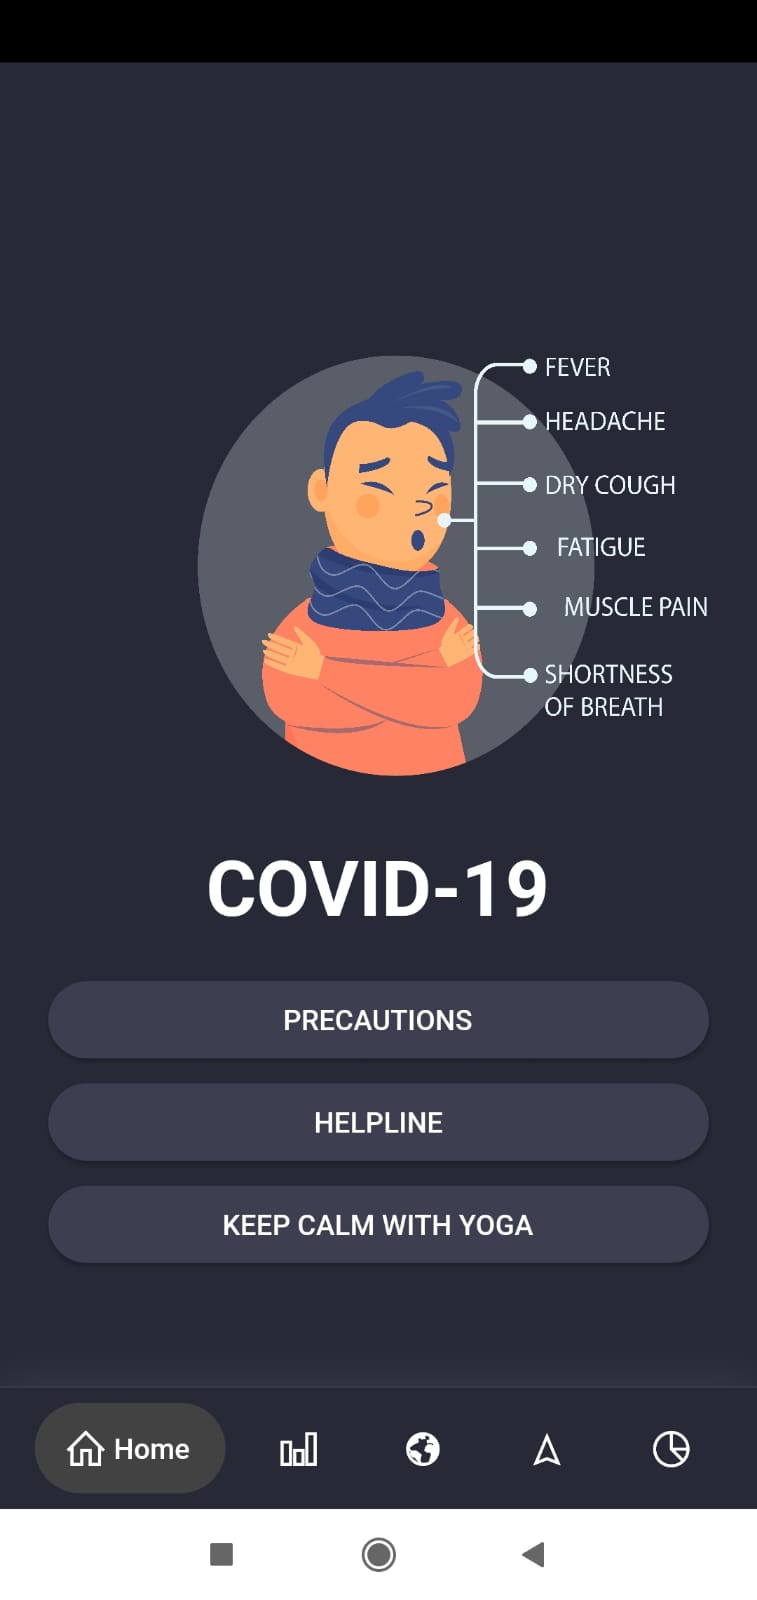 FEVER
HEADACHE
DRY COUGH
FATIGUE
MUSCLE PAIN
SHORTNESS
OF BREATH
COVID-19
PRECAUTIONS
HELPLINE
KEEP CALM WITH YOGA
Home